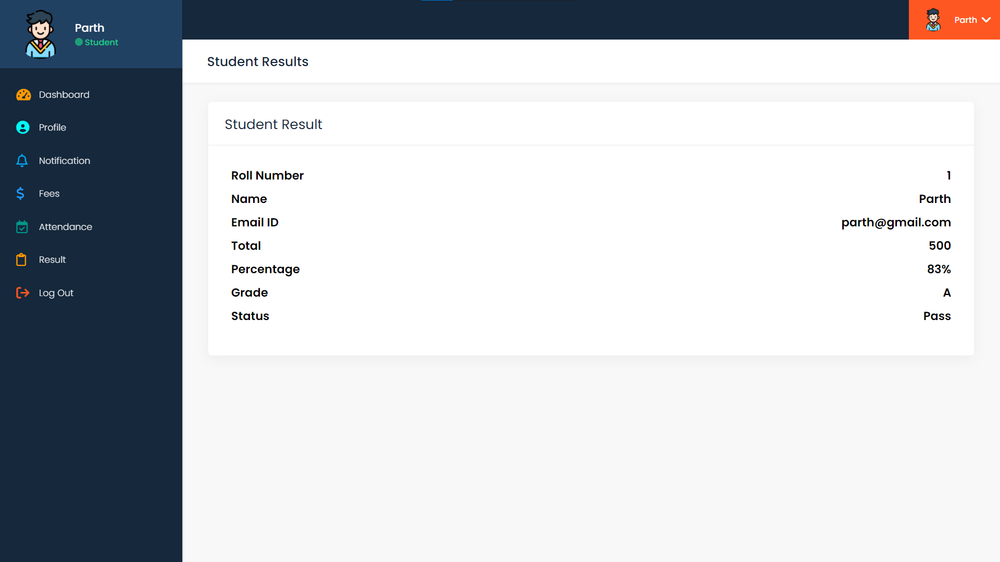 Parth
Student
Dashboard
Profile
Notification
Fees
Attendance
Result
Log Out
Parth
Student Results
Student Result
Roll Number 1
Name Parth
Email ID parth@gmail.com
Total 500
Percentage 83%
Grade A
Status Pass